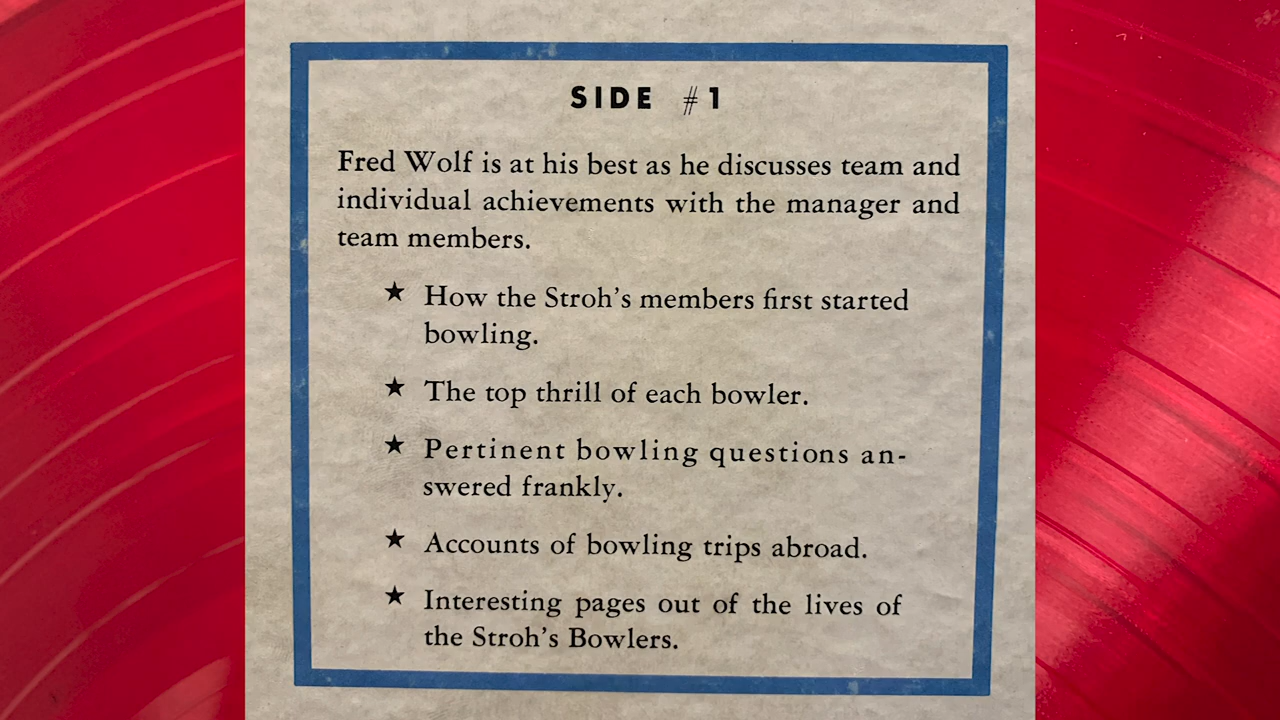 SIDE #1
Fred Wolf is at his best as he discusses team and
individual achievements with the manager and
team members.
★ How the Stroh's members first started
bowling.
★ The top thrill of each bowler.
★ Pertinent bowling questions an-
swered frankly.
★ Accounts of bowling trips abroad.
★ Interesting pages out of the lives of
the Stroh's Bowlers.